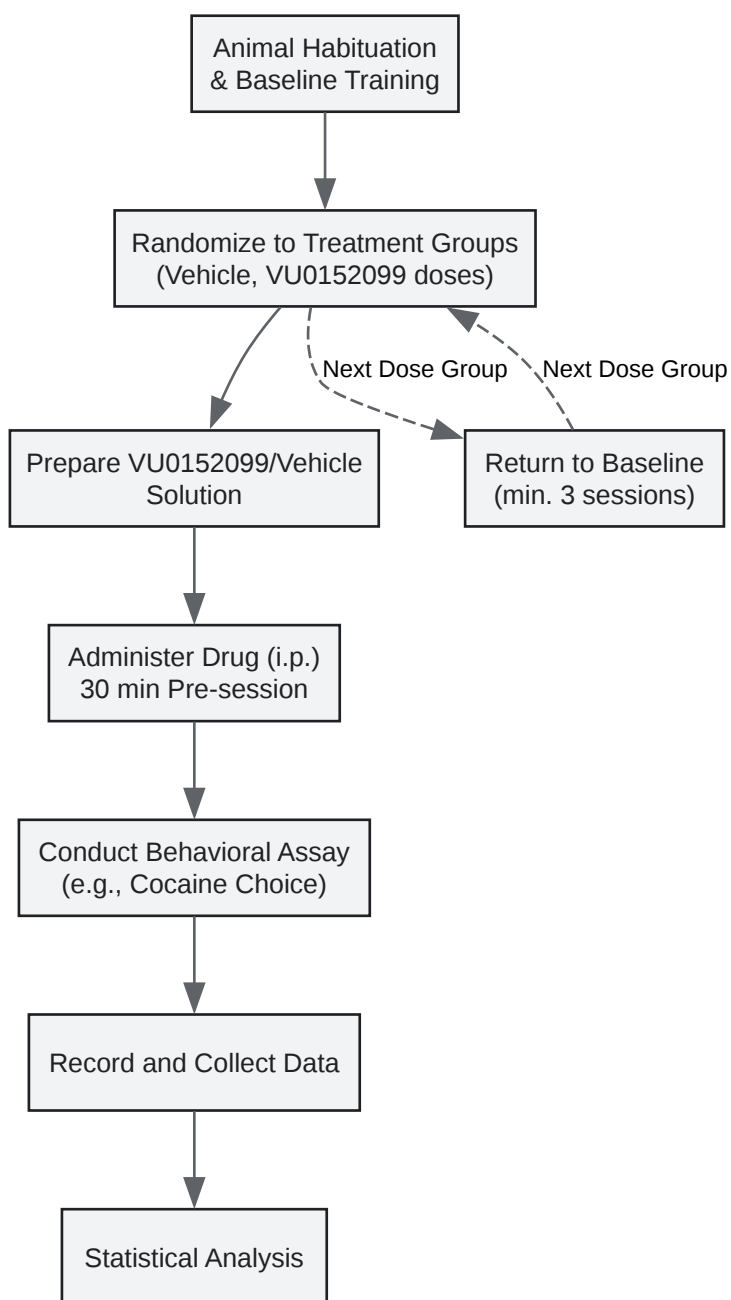 Animal Habituation
& Baseline Training
Randomize to Treatment Groups
(Vehicle, VU0152099 doses)
Next Dose Group
Next Dose Group
Prepare VU0152099/Vehicle
Solution
Return to Baseline
(min. 3 sessions)
Administer Drug (i.p.)
30 min Pre-session
Conduct Behavioral Assay
(e.g., Cocaine Choice)
Record and Collect Data
Statistical Analysis